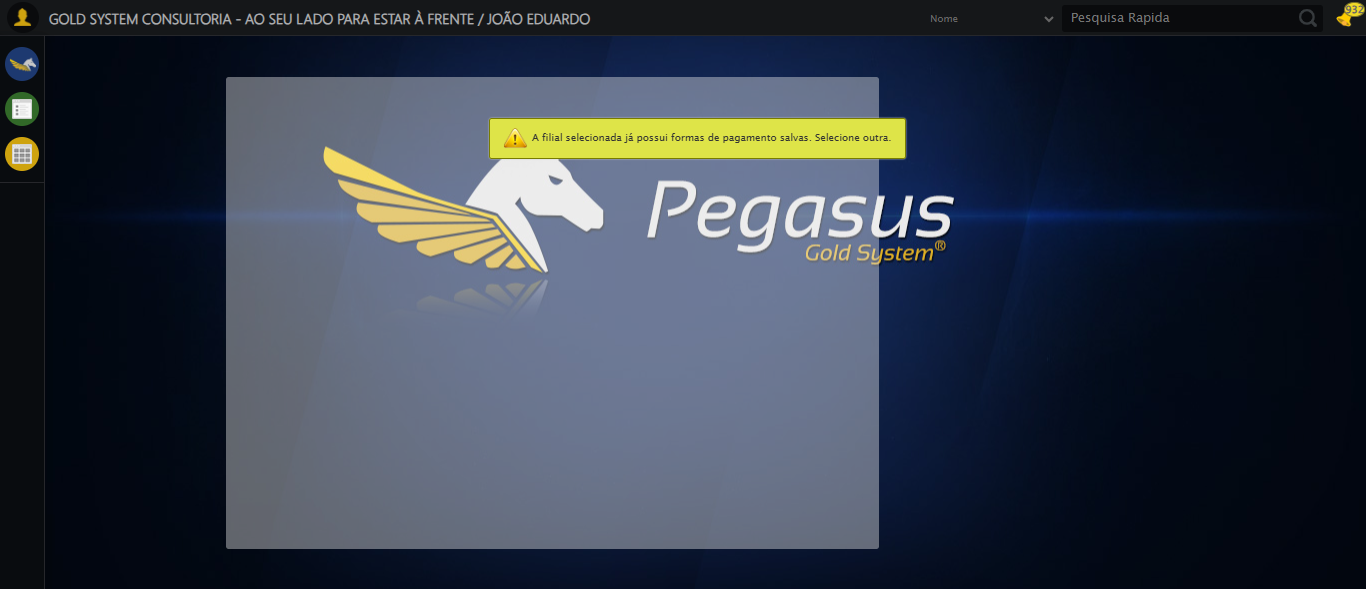 GOLD SYSTEM CONSULTORIA - AO SEU LADO PARA ESTAR À FRENTE / JOÃO EDUARDO
Nome
Pesquisa Rapida
932
A filial selecionada já possui formas de pagamento salvas. Selecione outra.
Pegasus
Gold System®